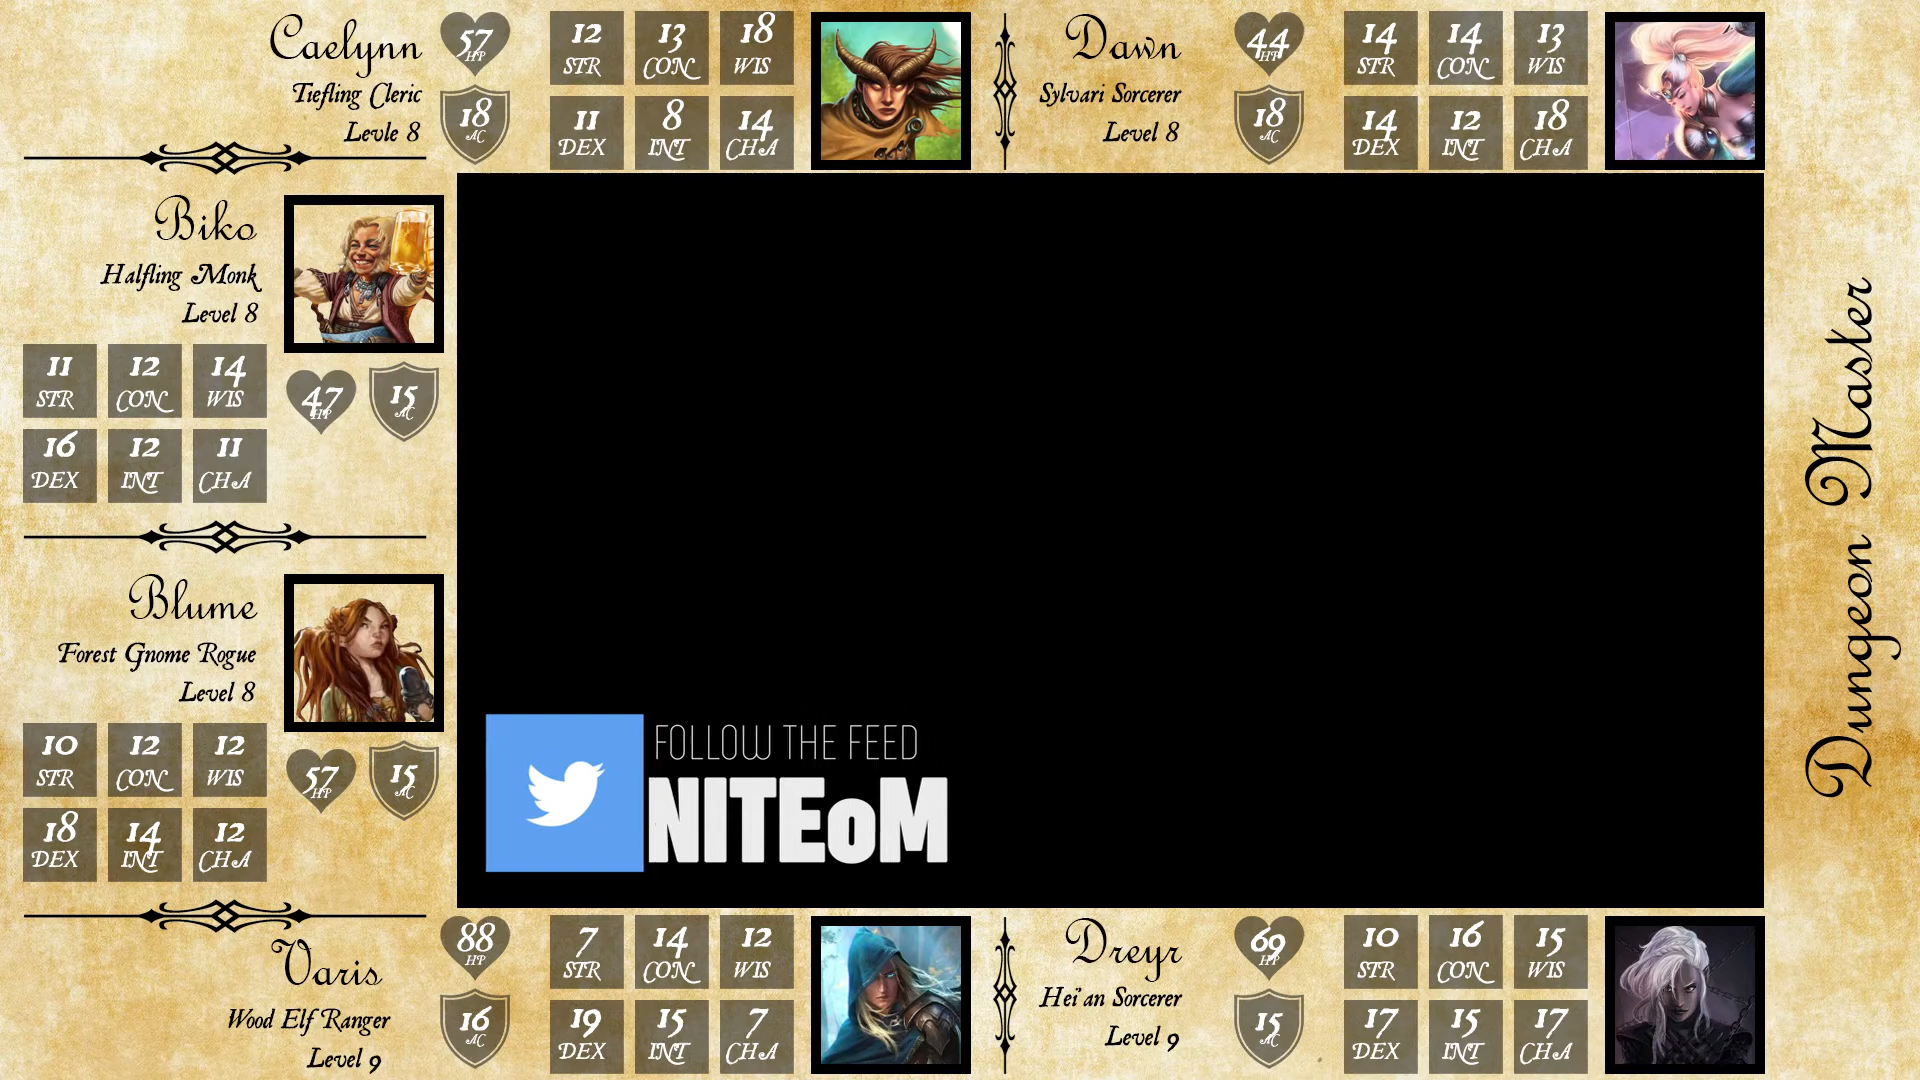 Caelynn
Tiefling Cleric
Levle 8
57
HP
18
AC
12
STR
13
CON
18
WIS
11
DEX
8
INT
14
CHA
Dawn
Sylvari Sorcerer
Level 8
44
HP
18
AC
14
STR
14
CON
13
WIS
14
DEX
12
INT
18
CHA
Biko
Halfling Monk
Level 8
11
STR
12
CON
14
WIS
16
DEX
12
INT
11
CHA
47
HP
15
AC
Blume
Forest Gnome Rogue
Level 8
10
STR
12
CON
12
WIS
18
DEX
14
INT
12
CHA
57
HP
15
AC
FOLLOW THE FEED
NITEoM
Dungeon Master
Varis
Wood Elf Ranger
Level 9
88
HP
16
AC
7
STR
14
CON
12
WIS
19
DEX
15
INT
7
CHA
Dreyr
Hei'an Sorcerer
Level 9
69
HP
15
AC
10
STR
16
CON
15
WIS
17
DEX
15
INT
17
CHA